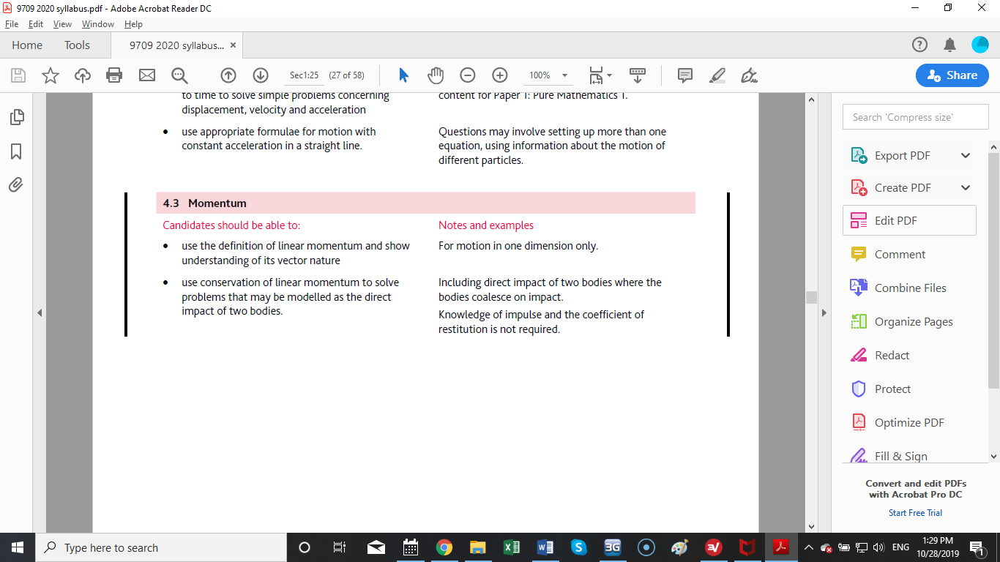 9709 2020 syllabus.pdf - Adobe Acrobat Reader DC
File Edit View Window Help
Home Tools 9709 2020 syllabus... ×
Sec1:25 (27 of 58) 100% Share
to time to solve simple problems concerning
displacement, velocity and acceleration
content for Paper 1: Pure Mathematics 1.
• use appropriate formulae for motion with
constant acceleration in a straight line.
Questions may involve setting up more than one
equation, using information about the motion of
different particles.
4.3 Momentum
Candidates should be able to:
Notes and examples
• use the definition of linear momentum and show
understanding of its vector nature
For motion in one dimension only.
• use conservation of linear momentum to solve
problems that may be modelled as the direct
impact of two bodies.
Including direct impact of two bodies where the
bodies coalesce on impact.
Knowledge of impulse and the coefficient of
restitution is not required.
Search 'Compress size'
Export PDF
Create PDF
Edit PDF
Comment
Combine Files
Organize Pages
Redact
Protect
Optimize PDF
Fill & Sign
Convert and edit PDFs
with Acrobat Pro DC
Start Free Trial
Type here to search
3G
ENG
1:29 PM
10/28/2019
1